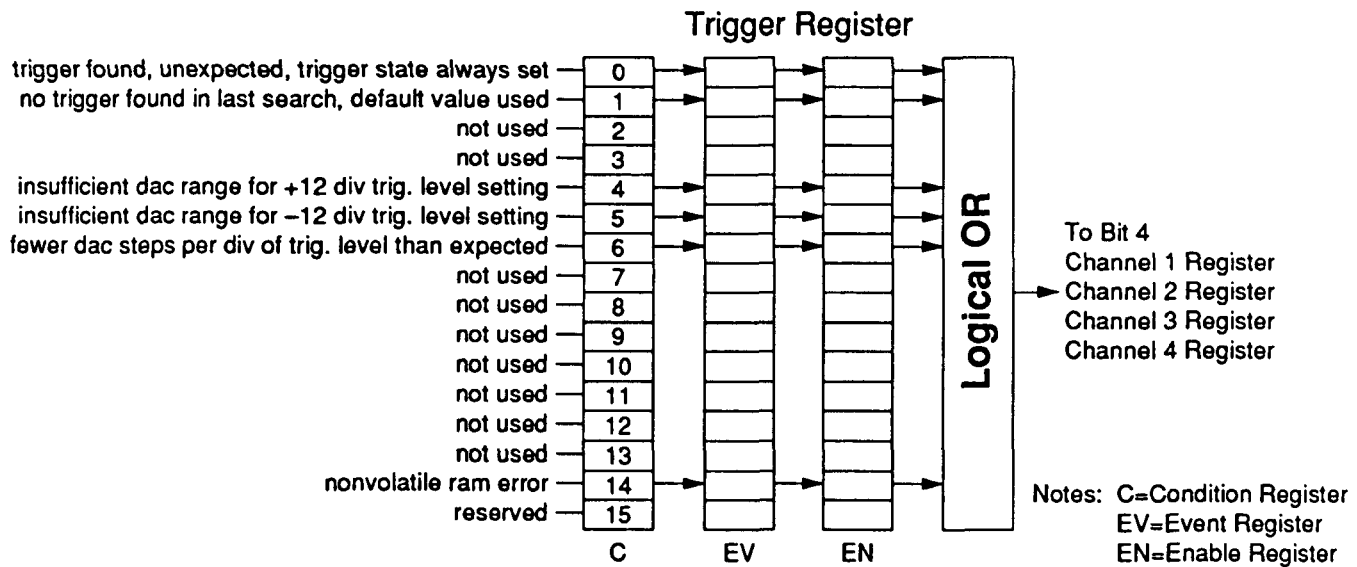 Trigger Register
trigger found, unexpected, trigger state always set 0
no trigger found in last search, default value used 1
not used 2
not used 3
insufficient dac range for +12 div trig. level setting 4
insufficient dac range for –12 div trig. level setting 5
fewer dac steps per div of trig. level than expected 6
not used 7
not used 8
not used 9
not used 10
not used 11
not used 12
not used 13
nonvolatile ram error 14
reserved 15
C EV EN
Logical OR
To Bit 4
Channel 1 Register
Channel 2 Register
Channel 3 Register
Channel 4 Register
Notes: C=Condition Register
EV=Event Register
EN=Enable Register